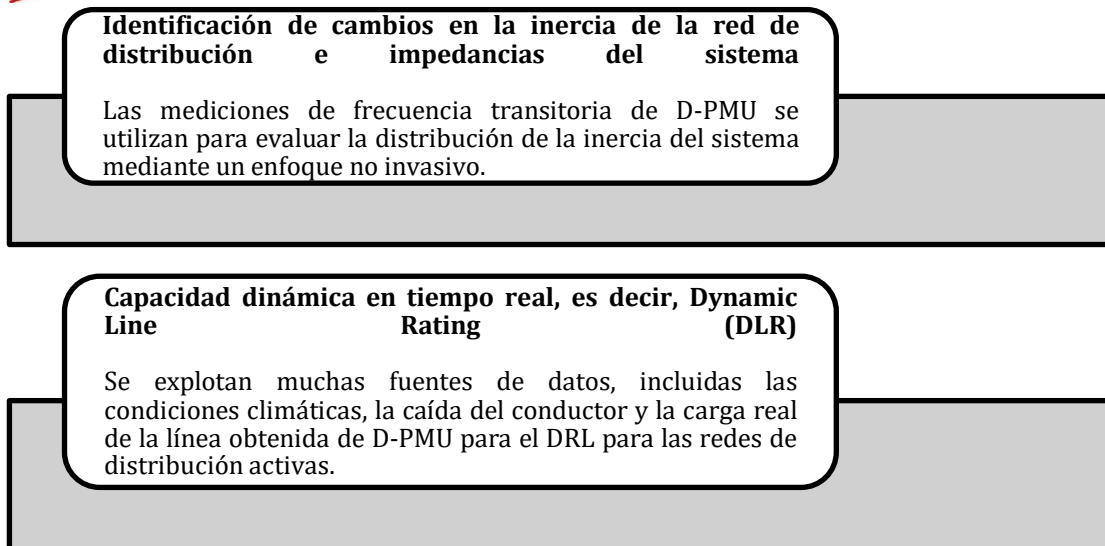 Identificación de cambios en la inercia de la red de
distribución e impedancias del sistema
Las mediciones de frecuencia transitoria de D-PMU se
utilizan para evaluar la distribución de la inercia del sistema
mediante un enfoque no invasivo.
Capacidad dinámica en tiempo real, es decir, Dynamic
Line Rating (DLR)
Se explotan muchas fuentes de datos, incluidas las
condiciones climáticas, la caída del conductor y la carga real
de la línea obtenida de D-PMU para el DRL para las redes de
distribución activas.